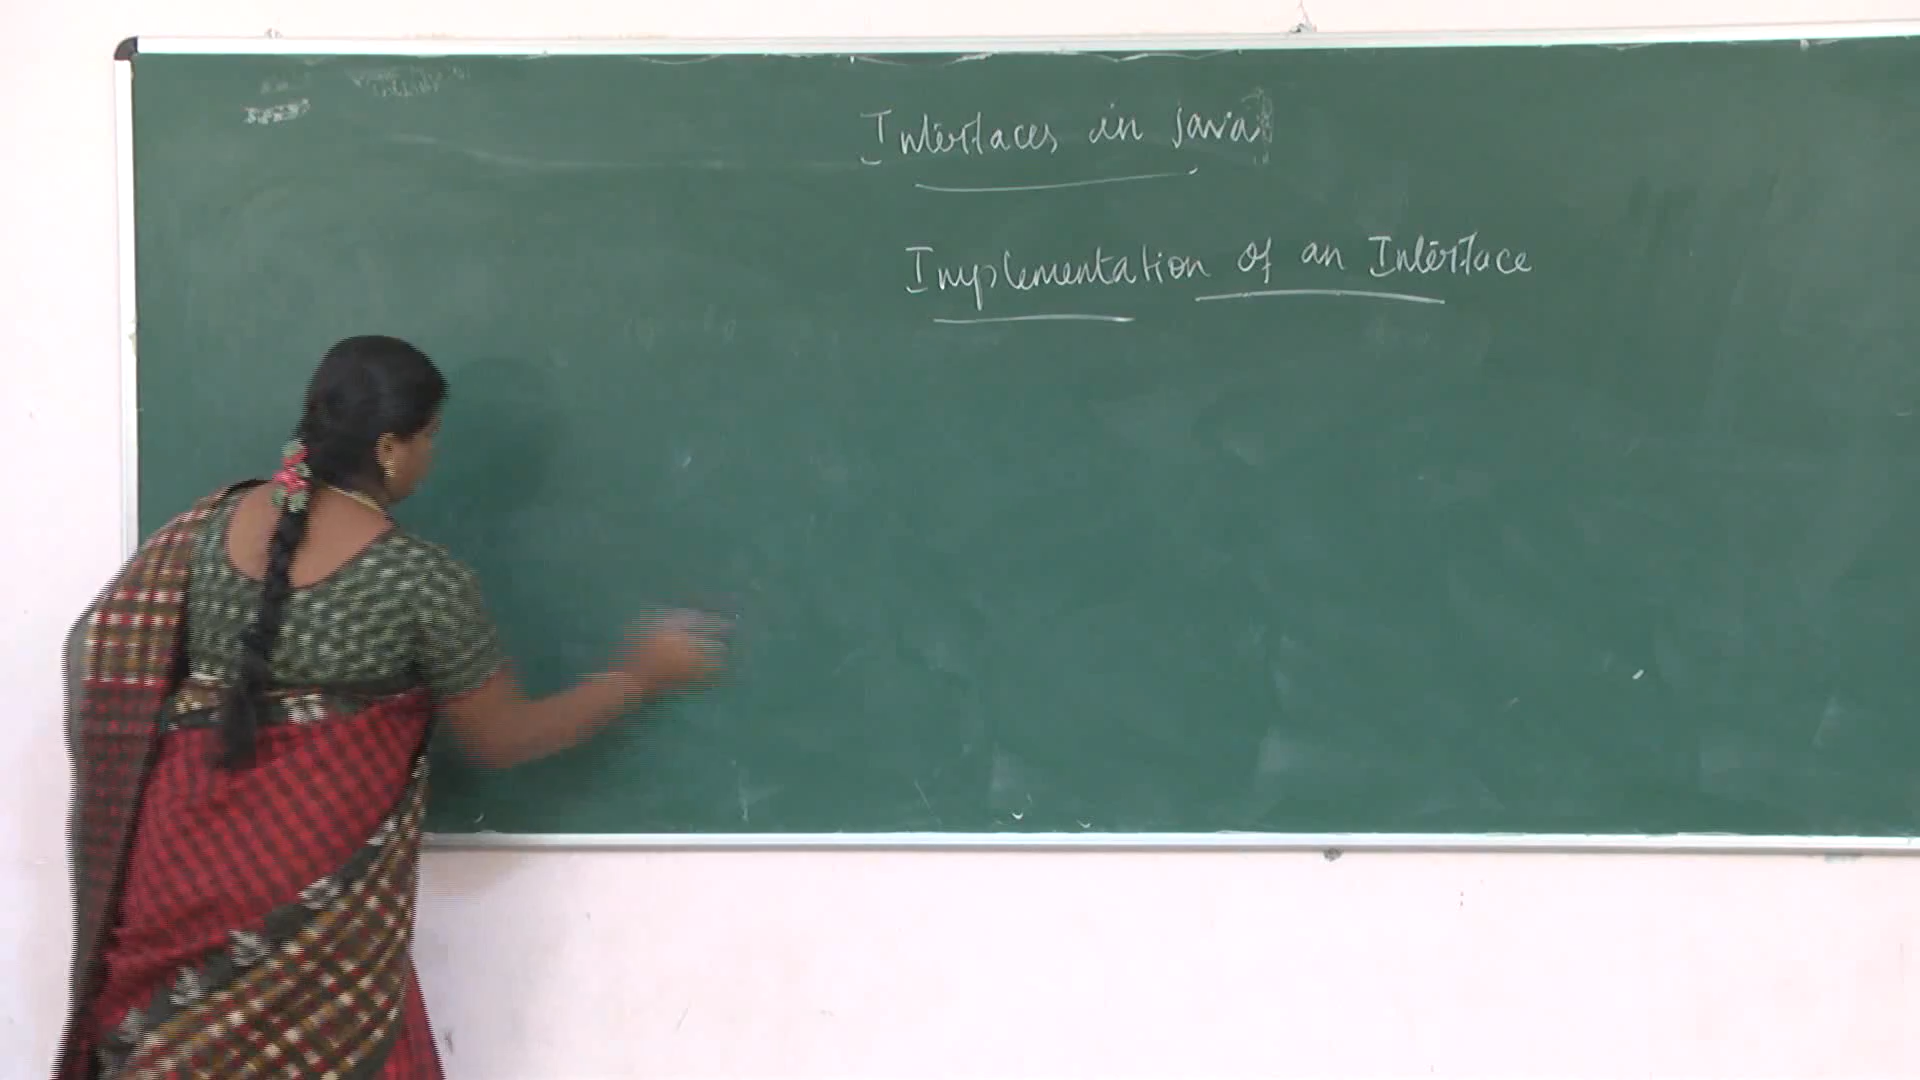 Interfaces in java
Implementation of an Interface